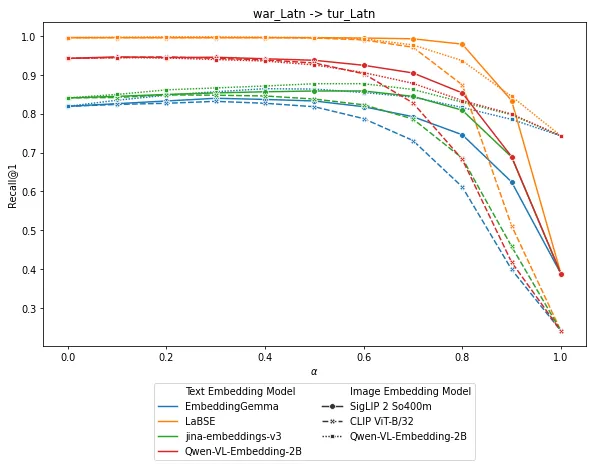 war_Latn -> tur_Latn
1.0
0.9
0.8
0.7
0.6
0.5
0.4
0.3
Recall@1
0.0 0.2 0.4 0.6 0.8 1.0
α
Text Embedding Model Image Embedding Model
EmbeddingGemma SigLIP 2 So400m
LaBSE CLIP ViT-B/32
jina-embeddings-v3 Qwen-VL-Embedding-2B
Qwen-VL-Embedding-2B